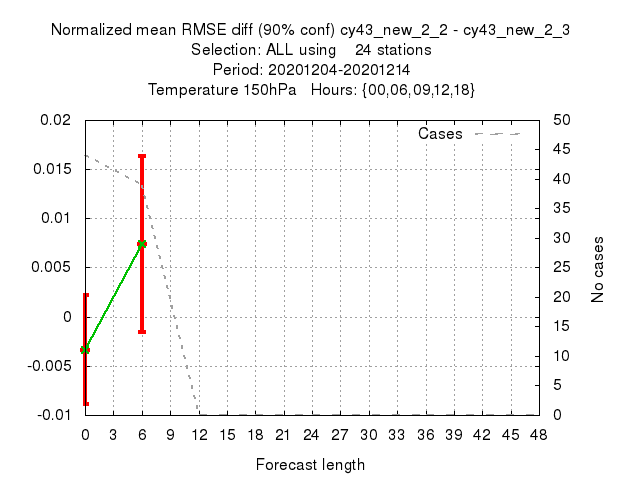 Normalized mean RMSE diff (90% conf) cy43_new_2_2 - cy43_new_2_3
Selection: ALL using    24 stations
Period: 20201204-20201214
Temperature 150hPa   Hours: {00,06,09,12,18}
Cases
0.02
0.015
0.01
0.005
0
-0.005
-0.01
50
45
40
35
30
25
20
15
10
5
0
No cases
0 3 6 9 12 15 18 21 24 27 30 33 36 39 42 45 48
Forecast length